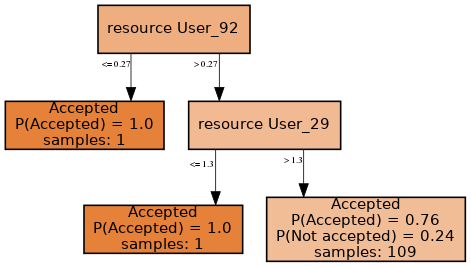 resource User_92
<=0.27
>0.27
Accepted
P(Accepted) = 1.0
samples: 1
resource User_29
<=1.3
>1.3
Accepted
P(Accepted) = 1.0
samples: 1
Accepted
P(Accepted) = 0.76
P(Not accepted) = 0.24
samples: 109